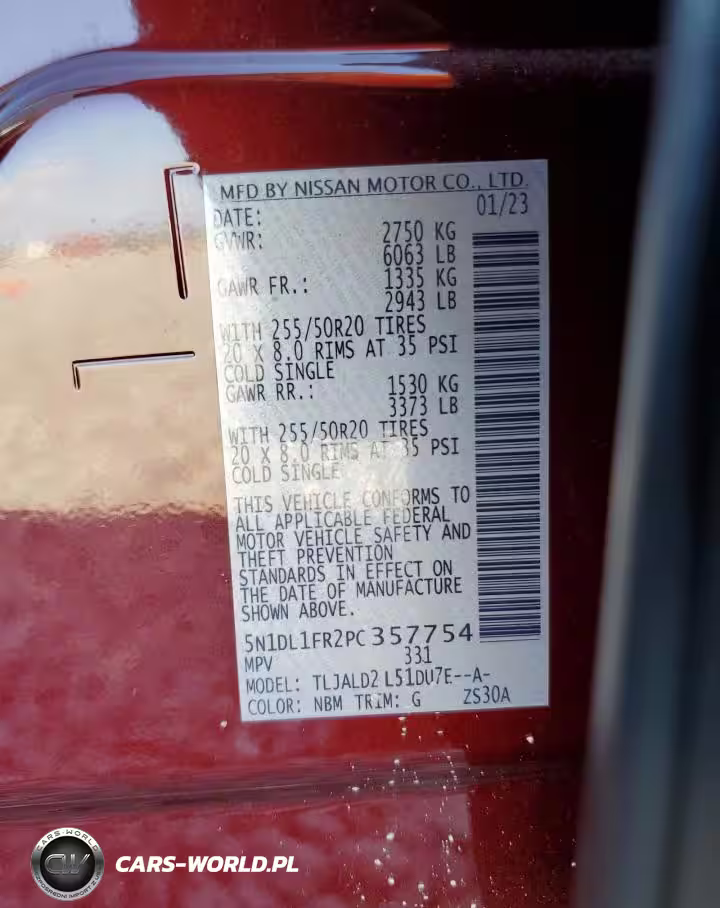 MFD BY NISSAN MOTOR CO., LTD.
DATE: 01/23
GVWR: 2750 KG
6063 LB
GAWR FR.: 1335 KG
2943 LB
WITH 255/50R20 TIRES
20 X 8.0 RIMS AT 35 PSI
COLD SINGLE
GAWR RR.: 1530 KG
3373 LB
WITH 255/50R20 TIRES
20 X 8.0 RIMS AT 35 PSI
COLD SINGLE
THIS VEHICLE CONFORMS TO
ALL APPLICABLE FEDERAL
MOTOR VEHICLE SAFETY AND
THEFT PREVENTION
STANDARDS IN EFFECT ON
THE DATE OF MANUFACTURE
SHOWN ABOVE.
5N1DL1FR2PC357754
MPV 331
MODEL: TLJALD2 L51DU7E--A-
COLOR: NBM TRIM: G ZS30A
CARS-WORLD
CW
CARS-WORLD.PL